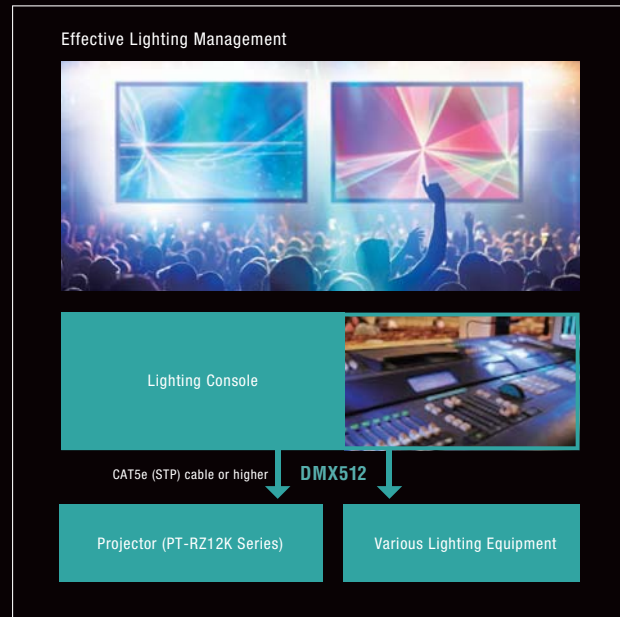 Effective Lighting Management
Lighting Console
CAT5e (STP) cable or higher
DMX512
Projector (PT-RZ12K Series)
Various Lighting Equipment